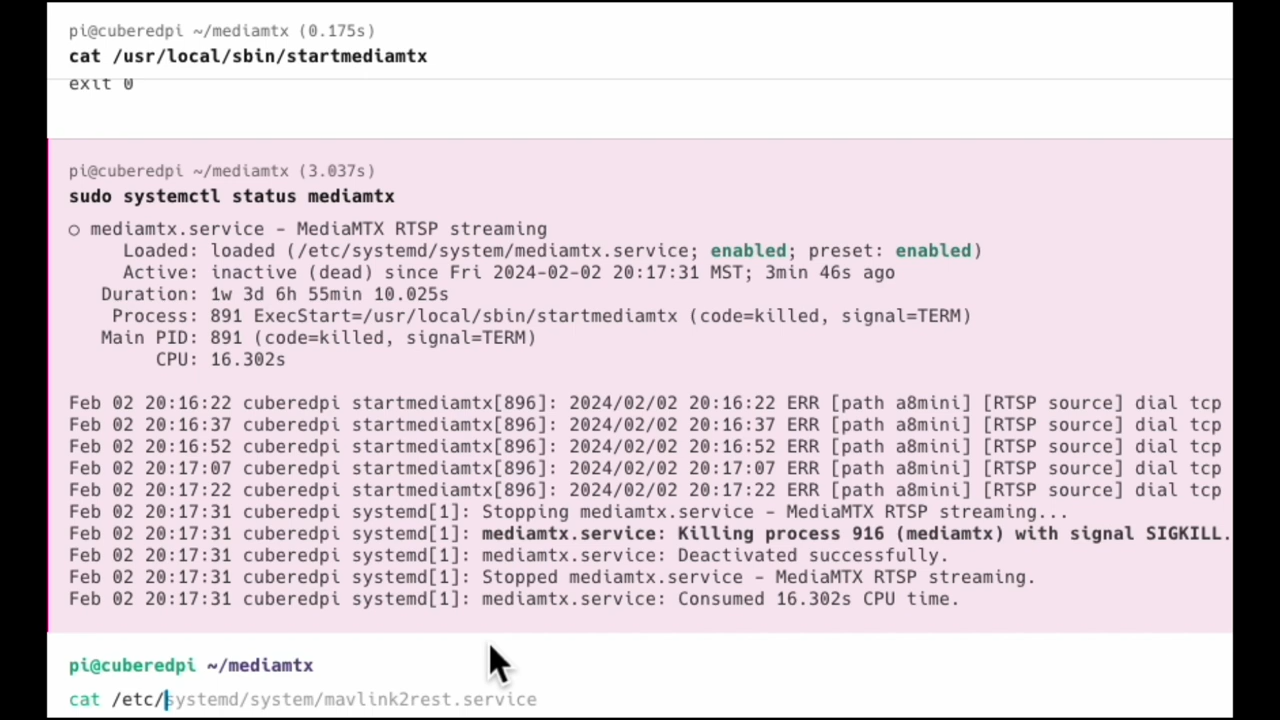 pi@cuberedpi ~/mediamtx (0.175s)
cat /usr/local/sbin/startmediamtx
exit 0
pi@cuberedpi ~/mediamtx (3.037s)
sudo systemctl status mediamtx
○ mediamtx.service - MediaMTX RTSP streaming
Loaded: loaded (/etc/systemd/system/mediamtx.service; enabled; preset: enabled)
Active: inactive (dead) since Fri 2024-02-02 20:17:31 MST; 3min 46s ago
Duration: 1w 3d 6h 55min 10.025s
Process: 891 ExecStart=/usr/local/sbin/startmediamtx (code=killed, signal=TERM)
Main PID: 891 (code=killed, signal=TERM)
CPU: 16.302s
Feb 02 20:16:22 cuberedpi startmediamtx[896]: 2024/02/02 20:16:22 ERR [path a8mini] [RTSP source] dial tcp
Feb 02 20:16:37 cuberedpi startmediamtx[896]: 2024/02/02 20:16:37 ERR [path a8mini] [RTSP source] dial tcp
Feb 02 20:16:52 cuberedpi startmediamtx[896]: 2024/02/02 20:16:52 ERR [path a8mini] [RTSP source] dial tcp
Feb 02 20:17:07 cuberedpi startmediamtx[896]: 2024/02/02 20:17:07 ERR [path a8mini] [RTSP source] dial tcp
Feb 02 20:17:22 cuberedpi startmediamtx[896]: 2024/02/02 20:17:22 ERR [path a8mini] [RTSP source] dial tcp
Feb 02 20:17:31 cuberedpi systemd[1]: Stopping mediamtx.service - MediaMTX RTSP streaming...
Feb 02 20:17:31 cuberedpi systemd[1]: mediamtx.service: Killing process 916 (mediamtx) with signal SIGKILL.
Feb 02 20:17:31 cuberedpi systemd[1]: mediamtx.service: Deactivated successfully.
Feb 02 20:17:31 cuberedpi systemd[1]: Stopped mediamtx.service - MediaMTX RTSP streaming.
Feb 02 20:17:31 cuberedpi systemd[1]: mediamtx.service: Consumed 16.302s CPU time.
pi@cuberedpi ~/mediamtx
cat /etc/systemd/system/mavlink2rest.service